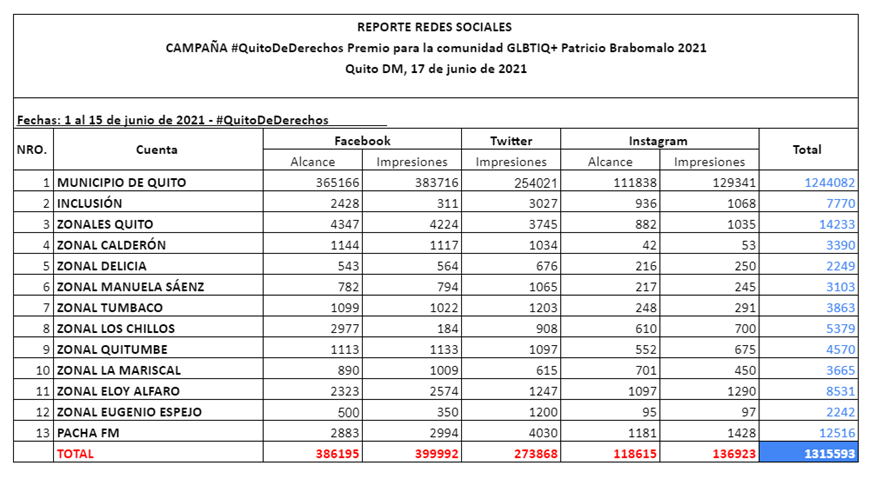 REPORTE REDES SOCIALES
CAMPAÑA #QuitoDeDerechos Premio para la comunidad GLBTIQ+ Patricio Brabomalo 2021
Quito DM, 17 de junio de 2021
Fechas: 1 al 15 de junio de 2021 - #QuitoDeDerechos
NRO. Cuenta Facebook Twitter Instagram Total
Alcance Impresiones Impresiones Alcance Impresiones
1 MUNICIPIO DE QUITO 365166 383716 254021 111838 129341 1244082
2 INCLUSIÓN 2428 311 3027 936 1068 7770
3 ZONALES QUITO 4347 4224 3745 882 1035 14233
4 ZONAL CALDERÓN 1144 1117 1034 42 53 3390
5 ZONAL DELICIA 543 564 676 216 250 2249
6 ZONAL MANUELA SÁENZ 782 794 1065 217 245 3103
7 ZONAL TUMBACO 1099 1022 1203 248 291 3863
8 ZONAL LOS CHILLOS 2977 184 908 610 700 5379
9 ZONAL QUITUMBE 1113 1133 1097 552 675 4570
10 ZONAL LA MARISCAL 890 1009 615 701 450 3665
11 ZONAL ELOY ALFARO 2323 2574 1247 1097 1290 8531
12 ZONAL EUGENIO ESPEJO 500 350 1200 95 97 2242
13 PACHA FM 2883 2994 4030 1181 1428 12516
TOTAL 386195 399992 273868 118615 136923 1315593